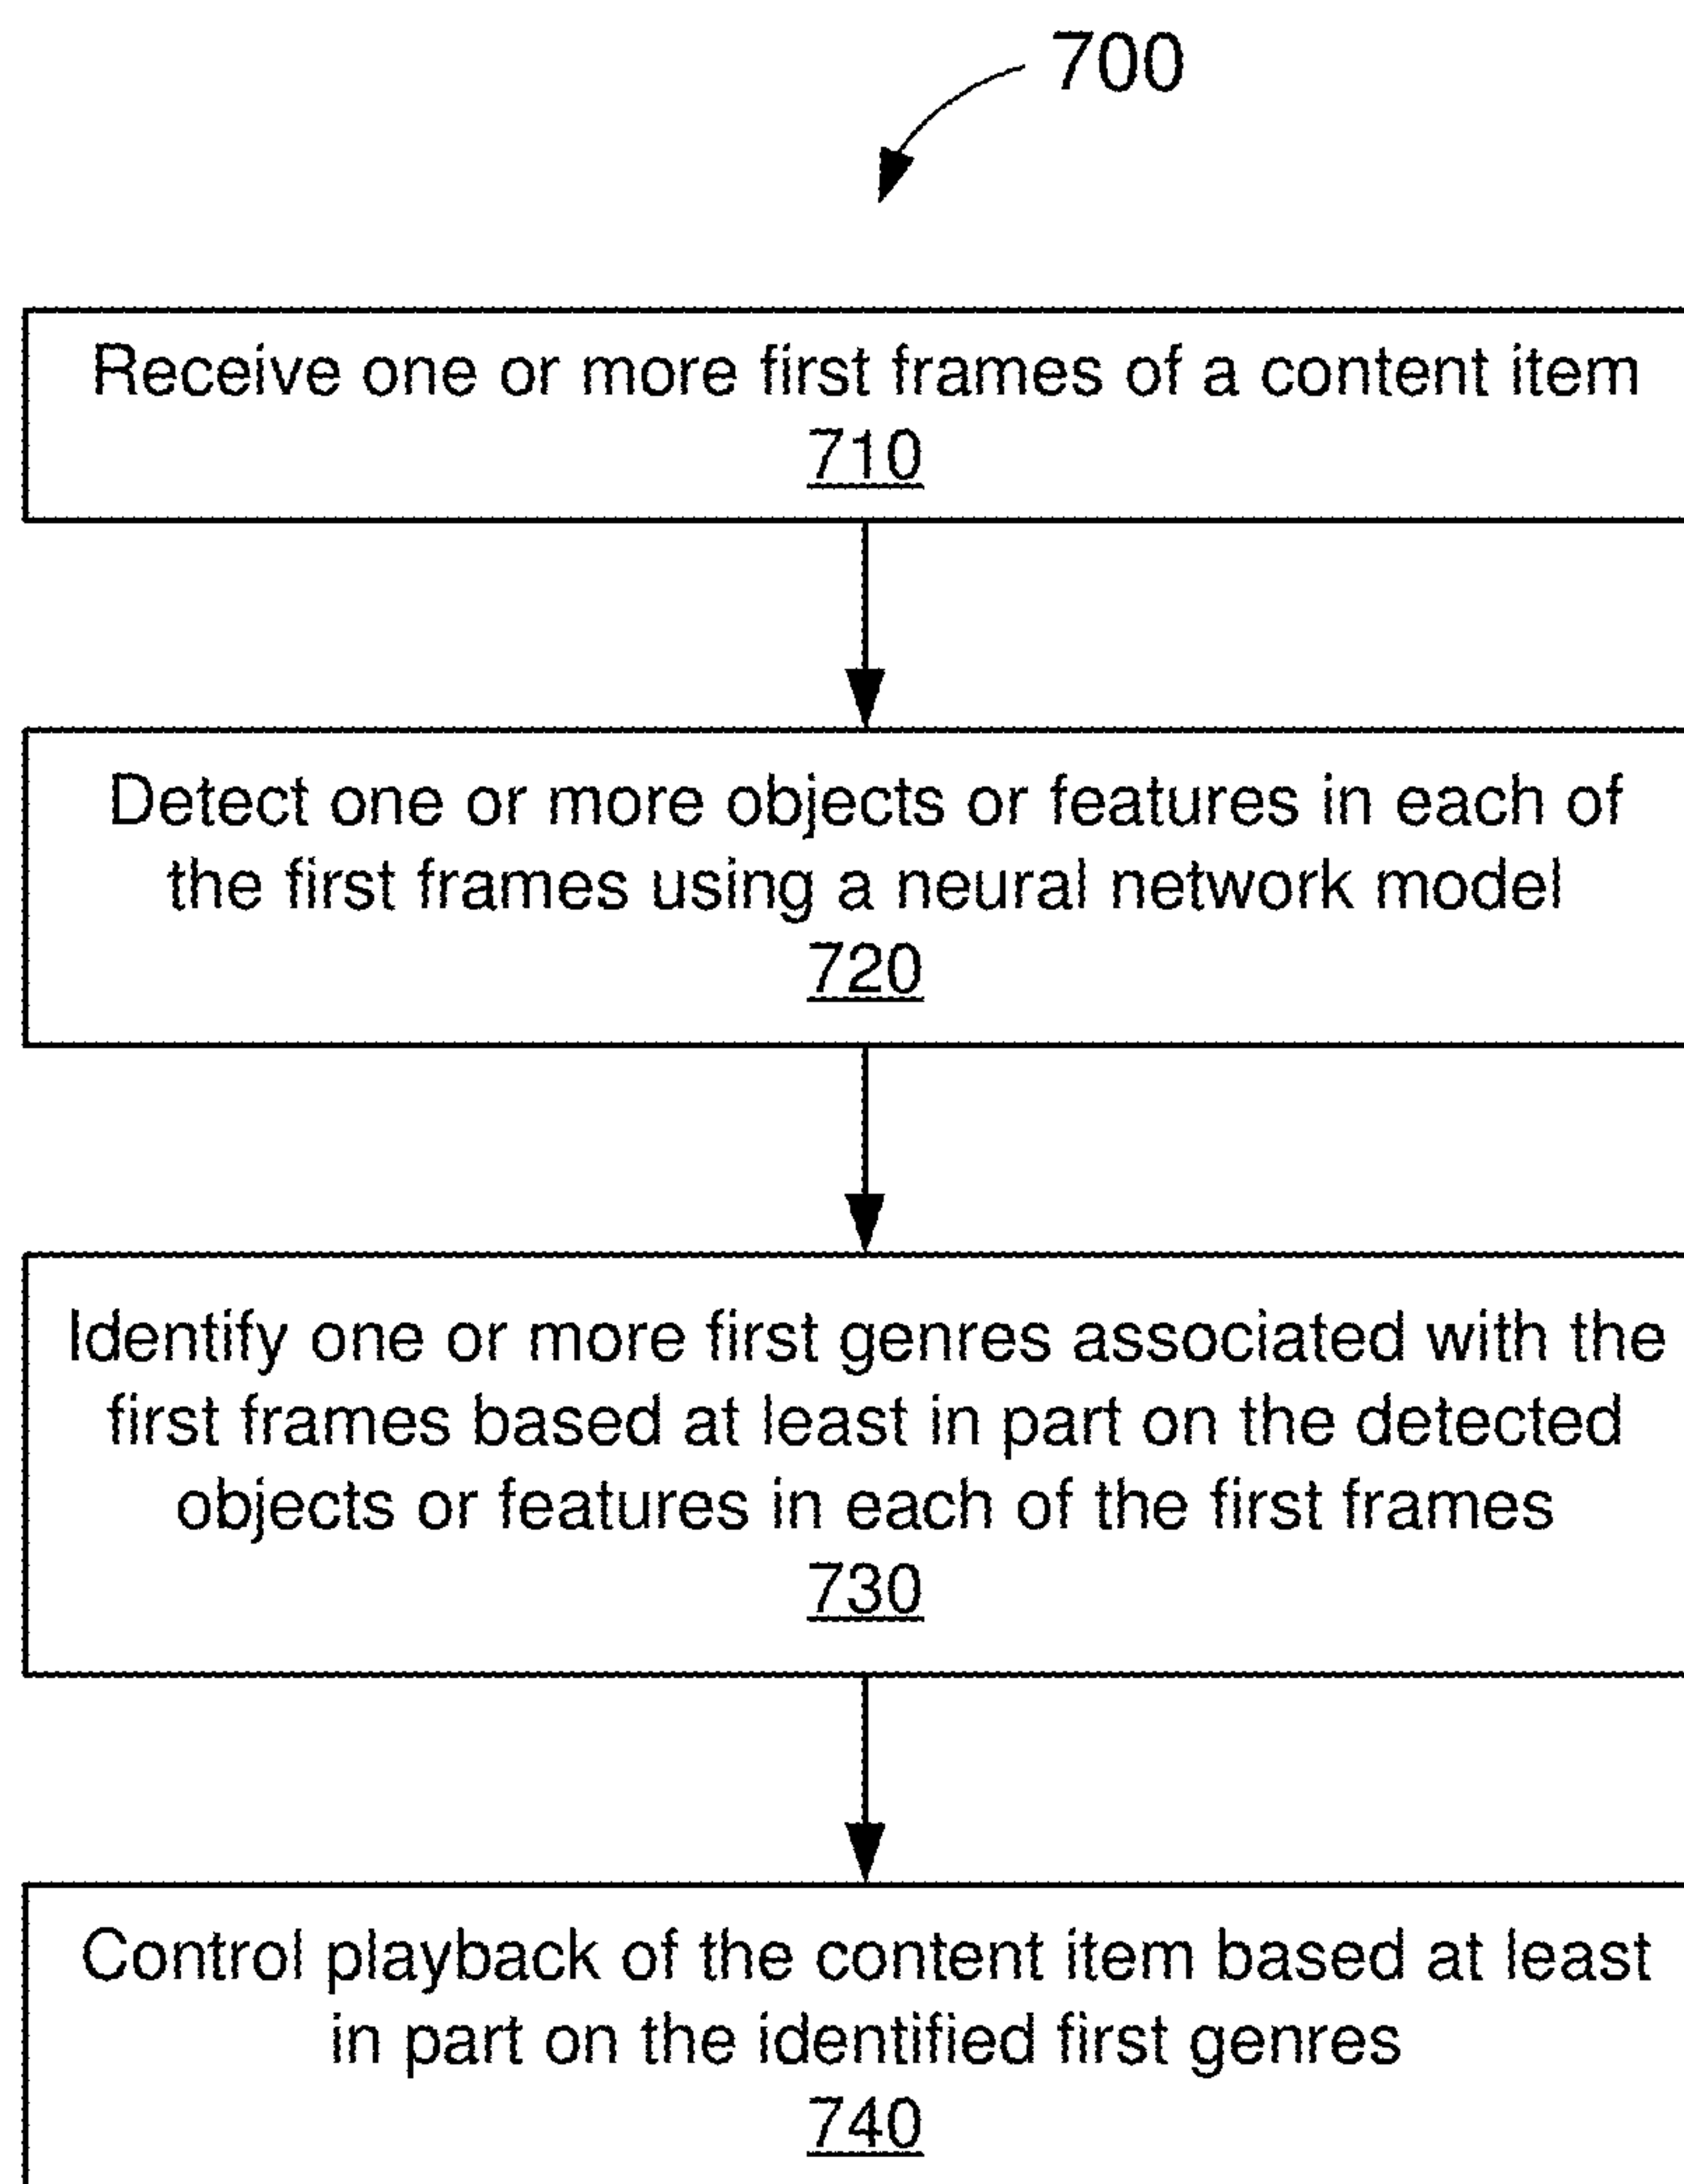 700
Receive one or more first frames of a content item
710
Detect one or more objects or features in each of
the first frames using a neural network model
720
Identify one or more first genres associated with the
first frames based at least in part on the detected
objects or features in each of the first frames
730
Control playback of the content item based at least
in part on the identified first genres
740